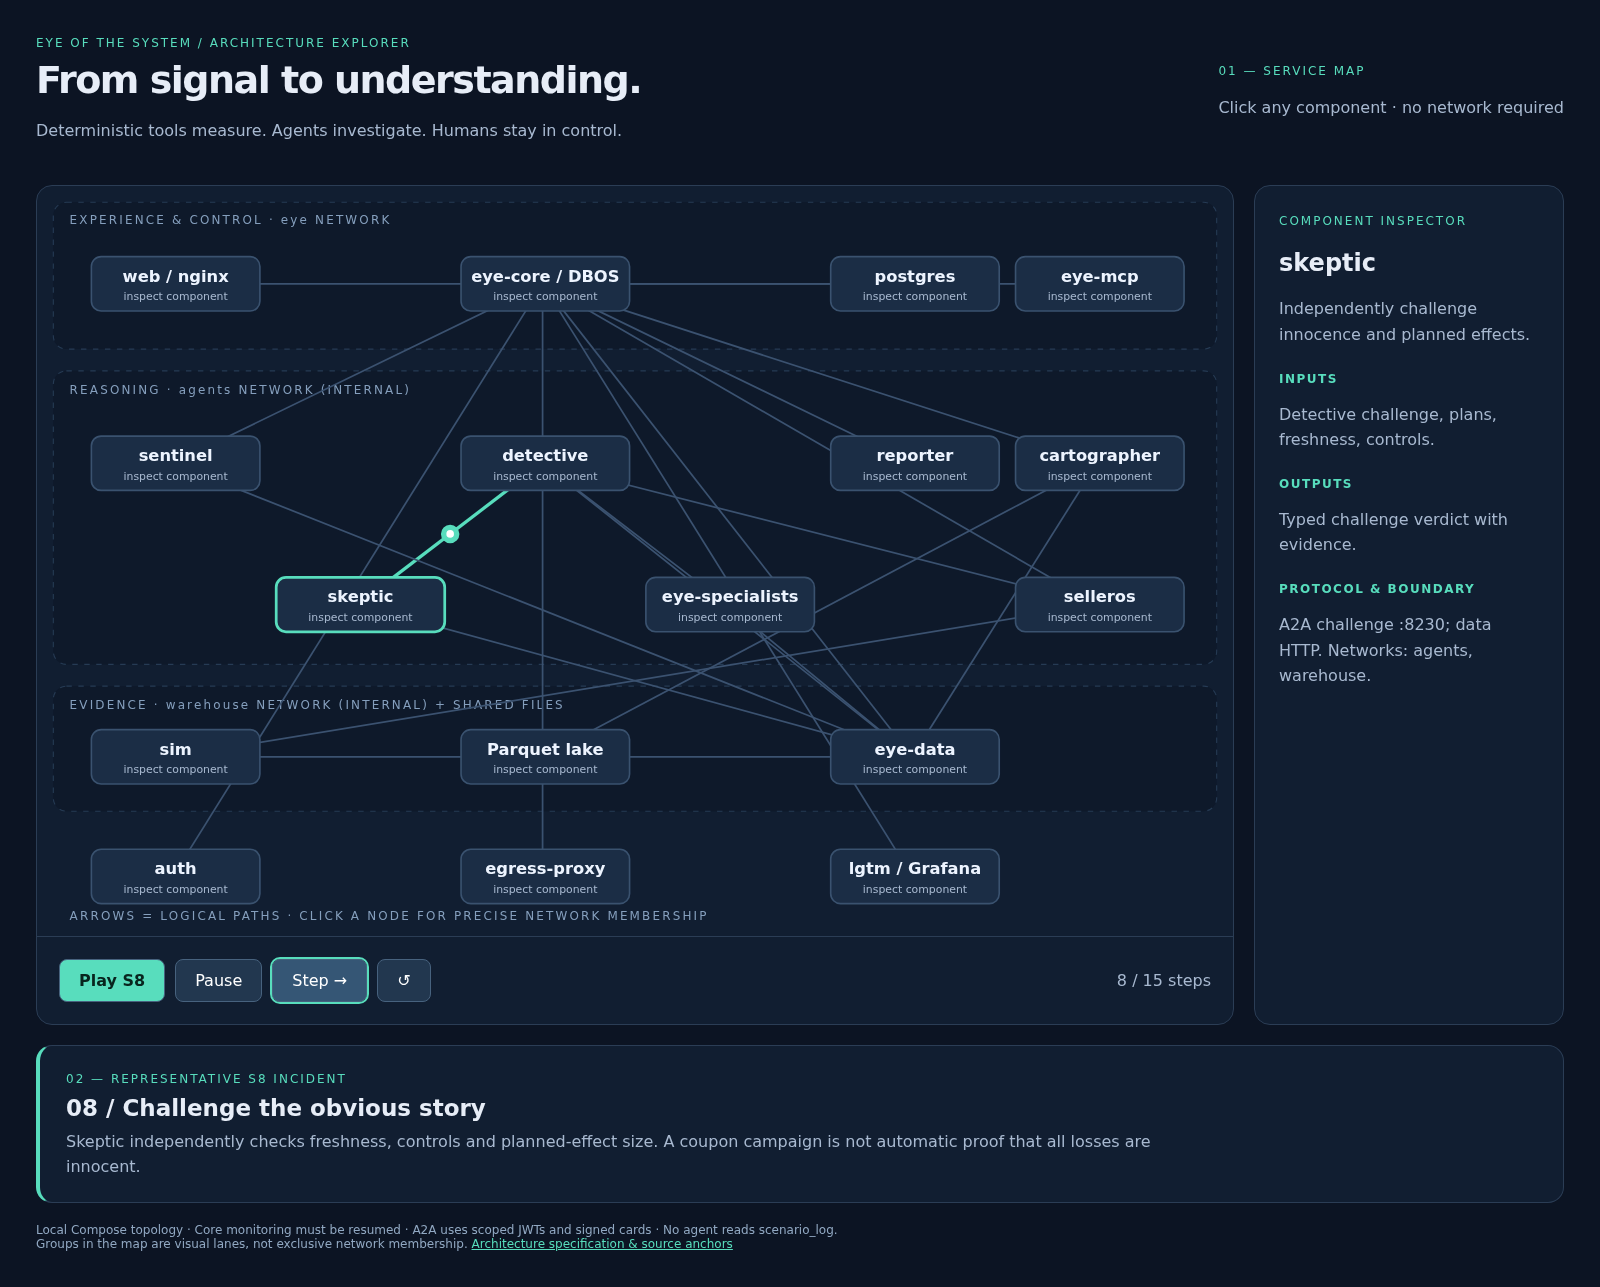 EYE OF THE SYSTEM / ARCHITECTURE EXPLORER
From signal to understanding.
Deterministic tools measure. Agents investigate. Humans stay in control.
01 — SERVICE MAP
Click any component · no network required
EXPERIENCE & CONTROL · eye NETWORK
web / nginx
inspect component
eye-core / DBOS
inspect component
postgres
inspect component
eye-mcp
inspect component
REASONING · agents NETWORK (INTERNAL)
sentinel
inspect component
detective
inspect component
reporter
inspect component
cartographer
inspect component
skeptic
inspect component
eye-specialists
inspect component
selleros
inspect component
EVIDENCE · warehouse NETWORK (INTERNAL) + SHARED FILES
sim
inspect component
Parquet lake
inspect component
eye-data
inspect component
auth
inspect component
egress-proxy
inspect component
lgtm / Grafana
inspect component
ARROWS = LOGICAL PATHS · CLICK A NODE FOR PRECISE NETWORK MEMBERSHIP
Play S8
Pause
Step →
↺
8 / 15 steps
COMPONENT INSPECTOR
skeptic
Independently challenge
innocence and planned effects.
INPUTS
Detective challenge, plans,
freshness, controls.
OUTPUTS
Typed challenge verdict with
evidence.
PROTOCOL & BOUNDARY
A2A challenge :8230; data
HTTP. Networks: agents,
warehouse.
02 — REPRESENTATIVE S8 INCIDENT
08 / Challenge the obvious story
Skeptic independently checks freshness, controls and planned-effect size. A coupon campaign is not automatic proof that all losses are
innocent.
Local Compose topology · Core monitoring must be resumed · A2A uses scoped JWTs and signed cards · No agent reads scenario_log.
Groups in the map are visual lanes, not exclusive network membership. Architecture specification & source anchors